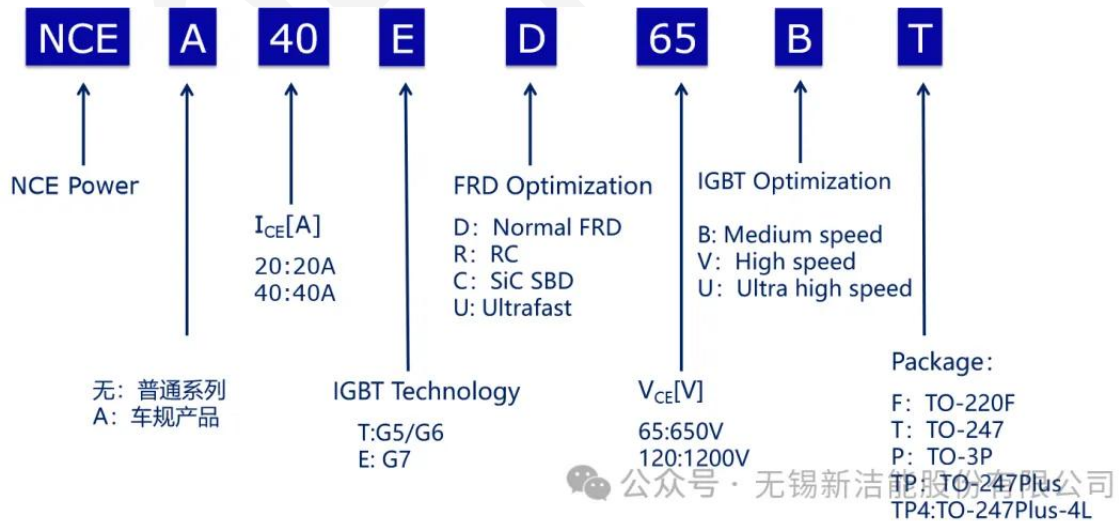 NCE A 40 E D 65 B T
NCE Power
I_CE[A]
20:20A
40:40A
FRD Optimization
D: Normal FRD
R: RC
C: SiC SBD
U: Ultrafast
IGBT Optimization
B: Medium speed
V: High speed
U: Ultra high speed
无：普通系列
A：车规产品
IGBT Technology
T:G5/G6
E: G7
V_CE[V]
65:650V
120:1200V
Package：
F：TO-220F
T：TO-247
P：TO-3P
TP：TO-247Plus
TP4:TO-247Plus-4L
公众号 · 无锡新洁能股份有限公司